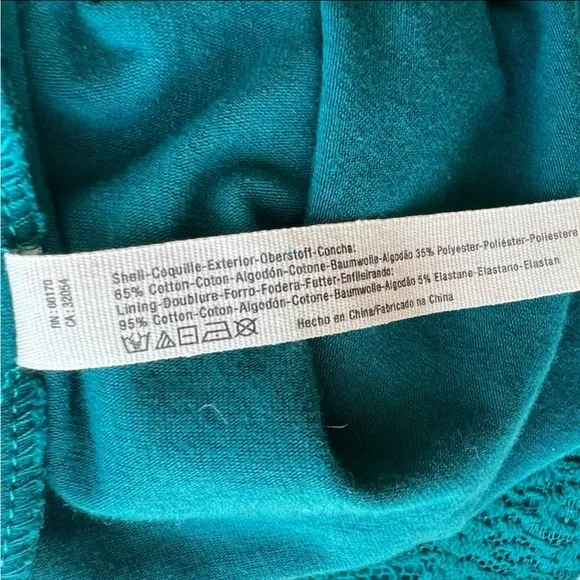 RN: 66170
CA: 32054
Shell-Coquille-Exterior-Oberstoff-Concha:
65% Cotton-Coton-Algodón-Cotone-Baumwolle-Algodão 35% Polyester-Poliéster-Poliestere
Lining-Doublure-Forro-Fodera-Futter-Enfileirando:
95% Cotton-Coton-Algodón-Cotone-Baumwolle-Algodão 5% Elastane-Elastano-Elastan
Hecho en China/Fabricado na China